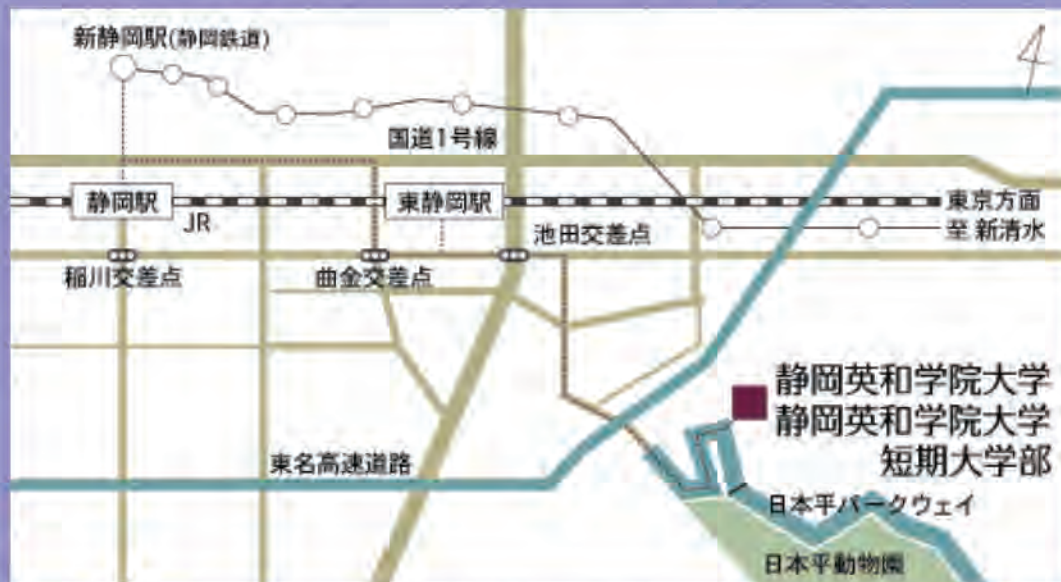 新静岡駅(静岡鉄道)
国道1号線
静岡駅
JR
東静岡駅
東京方面
至 新清水
池田交差点
稲川交差点
曲金交差点
静岡英和学院大学
静岡英和学院大学
短期大学部
東名高速道路
日本平パークウェイ
日本平動物園